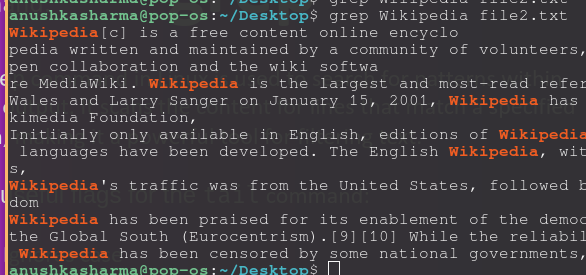 anushkasharma@pop-os:~/Desktop$ grep Wikipedia file2.txt
anushkasharma@pop-os:~/Desktop$ grep Wikipedia file2.txt
Wikipedia[c] is a free content online encyclo
pedia written and maintained by a community of volunteers,
pen collaboration and the wiki softwa
re MediaWiki. Wikipedia is the largest and most-read refer
Wales and Larry Sanger on January 15, 2001, Wikipedia has
kimedia Foundation,
Initially only available in English, editions of Wikipedia
languages have been developed. The English Wikipedia, wit
s,
Wikipedia's traffic was from the United States, followed b
dom
Wikipedia has been praised for its enablement of the democ
the Global South (Eurocentrism).[9][10] While the reliabil
Wikipedia has been censored by some national governments,
anushkasharma@pop-os:~/Desktop$